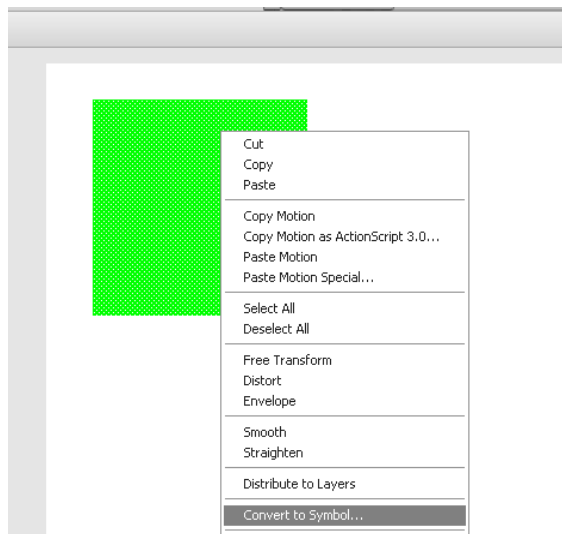 Cut
Copy
Paste
Copy Motion
Copy Motion as ActionScript 3.0...
Paste Motion
Paste Motion Special...
Select All
Deselect All
Free Transform
Distort
Envelope
Smooth
Straighten
Distribute to Layers
Convert to Symbol...